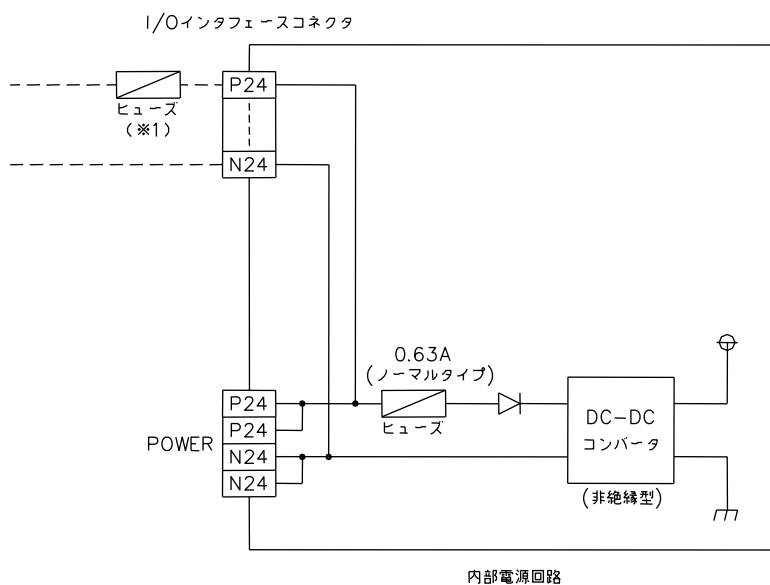 I/Oインタフェースコネクタ
P24
ヒューズ
(※1)
N24
0.63A
(ノーマルタイプ)
P24
ヒューズ
P24
DC-DC
コンバータ
POWER
N24
N24
(非絶縁型)
内部電源回路